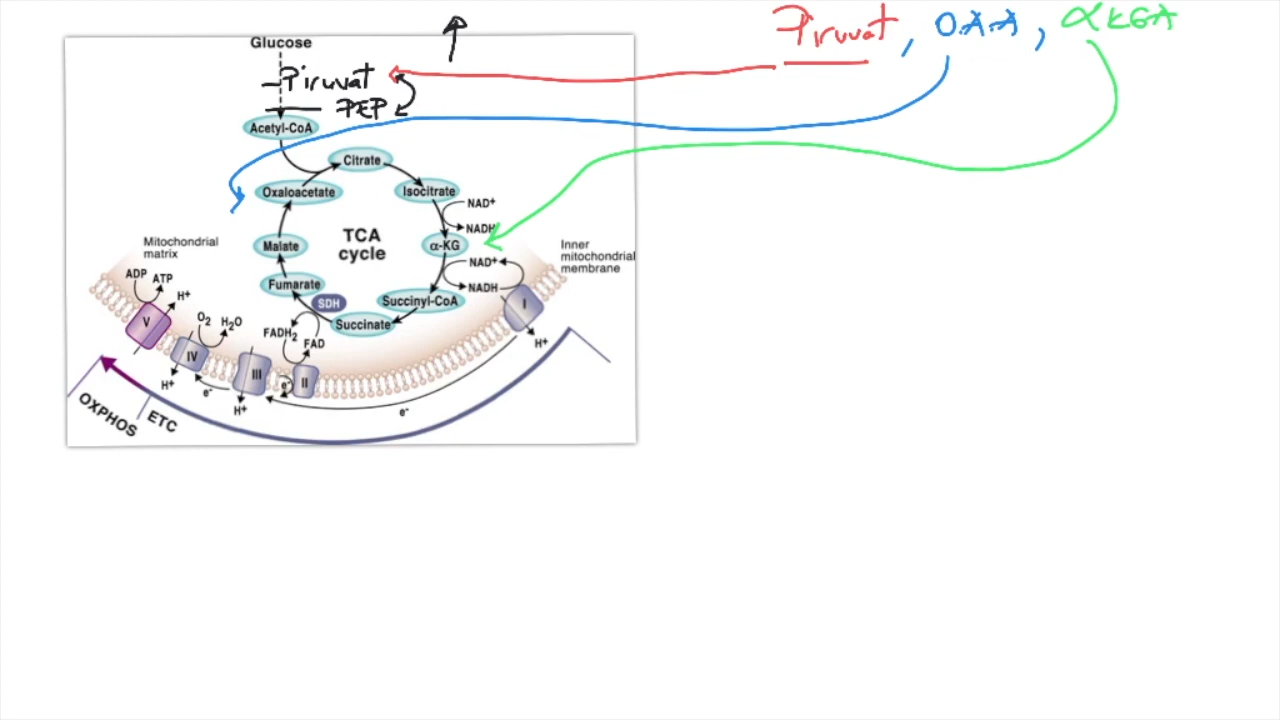 Piruvat, OAA, αKGA
Glucose
Piruvat
PEP
Acetyl-CoA
Citrate
Oxaloacetate
Isocitrate
NAD+
NADH
TCA
cycle
Malate
α-KG
Mitochondrial
matrix
Inner
mitochondrial
membrane
NAD+
NADH
Fumarate
SDH
Succinyl-CoA
Succinate
ADP
ATP
H+
V
O2
H2O
FADH2
FAD
I
H+
IV
III
e-
II
H+
e-
H+
e-
OXPHOS
ETC